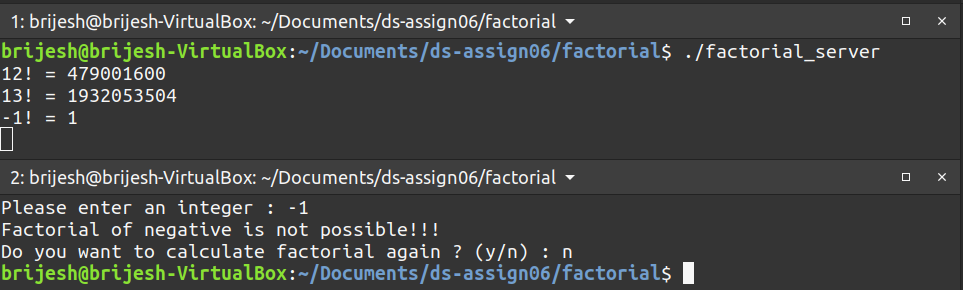 1: brijesh@brijesh-VirtualBox: ~/Documents/ds-assign06/factorial
brijesh@brijesh-VirtualBox:~/Documents/ds-assign06/factorial$ ./factorial_server
12! = 479001600
13! = 1932053504
-1! = 1
2: brijesh@brijesh-VirtualBox: ~/Documents/ds-assign06/factorial
Please enter an integer : -1
Factorial of negative is not possible!!!
Do you want to calculate factorial again ? (y/n) : n
brijesh@brijesh-VirtualBox:~/Documents/ds-assign06/factorial$